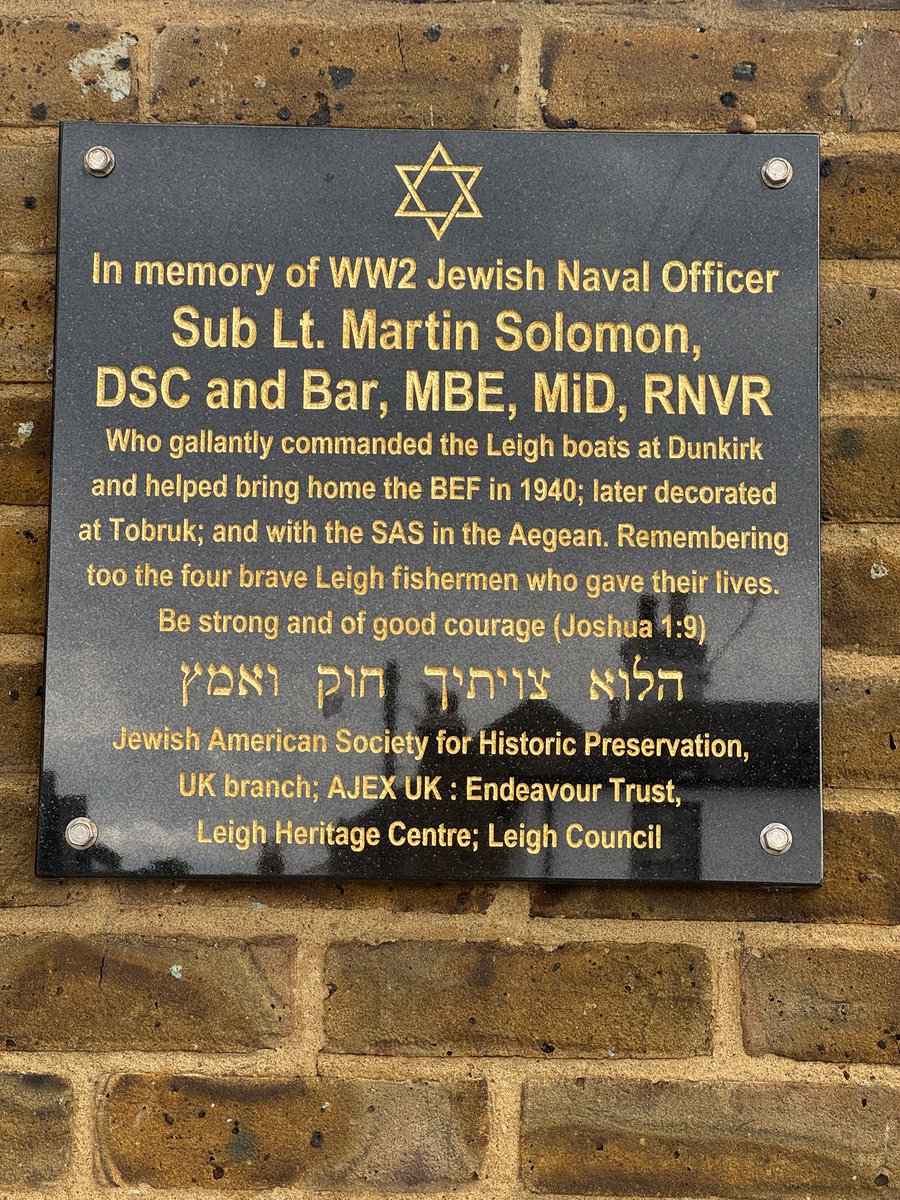 In memory of WW2 Jewish Naval Officer
Sub Lt. Martin Solomon,
DSC and Bar, MBE, MiD, RNVR
Who gallantly commanded the Leigh boats at Dunkirk
and helped bring home the BEF in 1940; later decorated
at Tobruk; and with the SAS in the Aegean. Remembering
too the four brave Leigh fishermen who gave their lives.
Be strong and of good courage (Joshua 1:9)
הלוא צויתיך חוק ואמץ
Jewish American Society for Historic Preservation,
UK branch; AJEX UK : Endeavour Trust,
Leigh Heritage Centre; Leigh Council